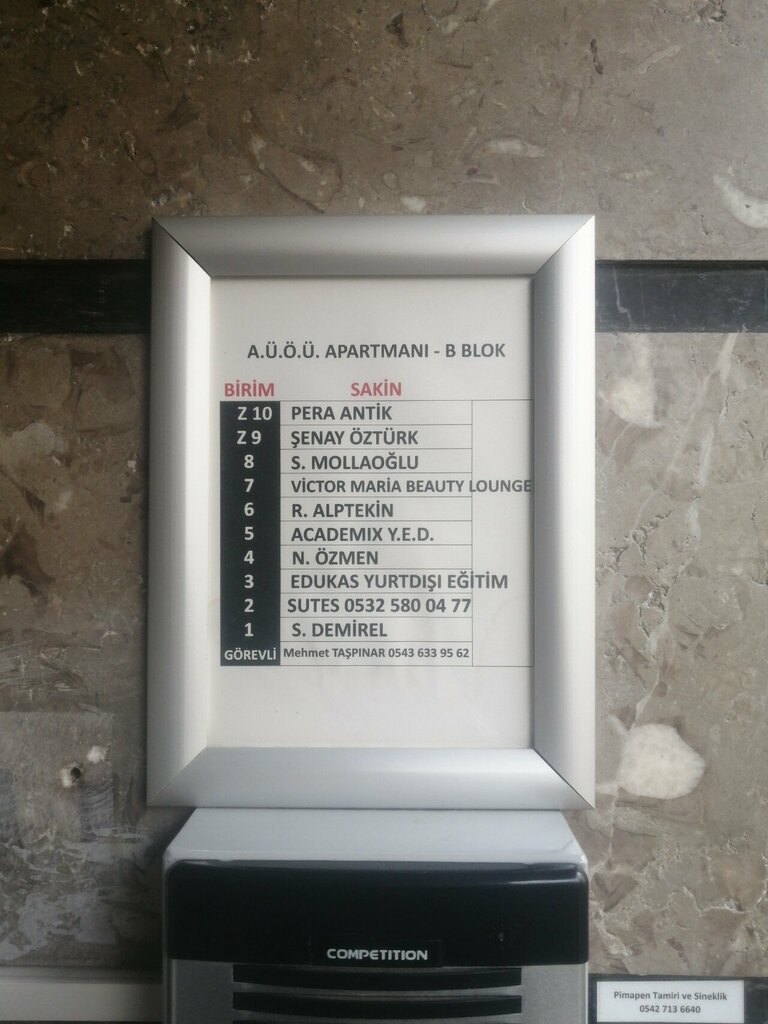 A.Ü.Ö.Ü. APARTMANI - B BLOK
BİRİM SAKİN
Z 10 PERA ANTİK
Z 9 ŞENAY ÖZTÜRK
8 S. MOLLAOĞLU
7 VİCTOR MARİA BEAUTY LOUNGE
6 R. ALPTEKİN
5 ACADEMIX Y.E.D.
4 N. ÖZMEN
3 EDUKAS YURTDIŞI EĞİTİM
2 SUTES 0532 580 04 77
1 S. DEMİREL
GÖREVLİ Mehmet TAŞPINAR 0543 633 95 62
COMPETITION
Pimapen Tamiri ve Sineklik
0542 713 6640